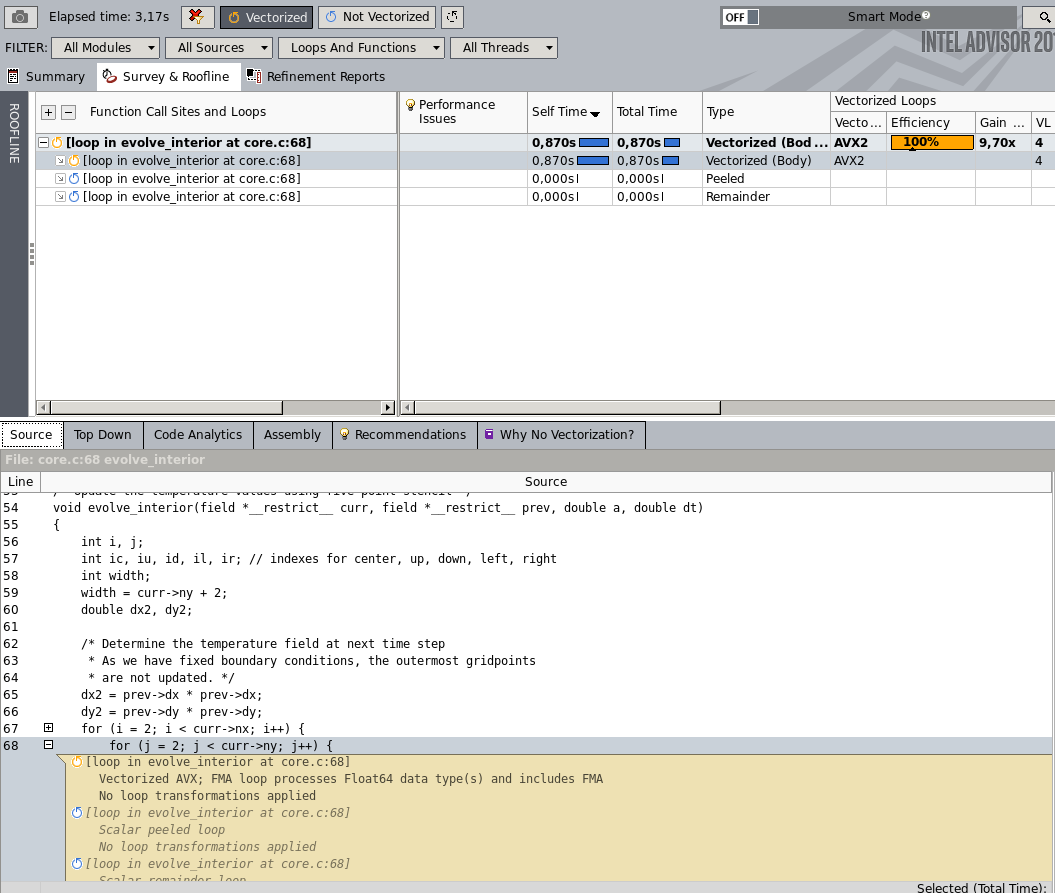 Elapsed time: 3,17s Vectorized Not Vectorized OFF Smart Mode
FILTER: All Modules All Sources Loops And Functions All Threads INTEL ADVISOR 20
Summary Survey & Roofline Refinement Reports
ROOFLINE
Function Call Sites and Loops Performance Issues Self Time Total Time Type Vectorized Loops
Vecto... Efficiency Gain ... VL
[loop in evolve_interior at core.c:68] 0,870s 0,870s Vectorized (Bod ... AVX2 100% 9,70x 4
[loop in evolve_interior at core.c:68] 0,870s 0,870s Vectorized (Body) AVX2 4
[loop in evolve_interior at core.c:68] 0,000s 0,000s Peeled
[loop in evolve_interior at core.c:68] 0,000s 0,000s Remainder
Source Top Down Code Analytics Assembly Recommendations Why No Vectorization?
File: core.c:68 evolve_interior
Line Source
54 void evolve_interior(field *__restrict__ curr, field *__restrict__ prev, double a, double dt)
55 {
56 int i, j;
57 int ic, iu, id, il, ir; // indexes for center, up, down, left, right
58 int width;
59 width = curr->ny + 2;
60 double dx2, dy2;
61
62 /* Determine the temperature field at next time step
63 * As we have fixed boundary conditions, the outermost gridpoints
64 * are not updated. */
65 dx2 = prev->dx * prev->dx;
66 dy2 = prev->dy * prev->dy;
67 for (i = 2; i < curr->nx; i++) {
68 for (j = 2; j < curr->ny; j++) {
[loop in evolve_interior at core.c:68]
Vectorized AVX; FMA loop processes Float64 data type(s) and includes FMA
No loop transformations applied
[loop in evolve_interior at core.c:68]
Scalar peeled loop
No loop transformations applied
[loop in evolve_interior at core.c:68]
Scalar remainder loop
Selected (Total Time):